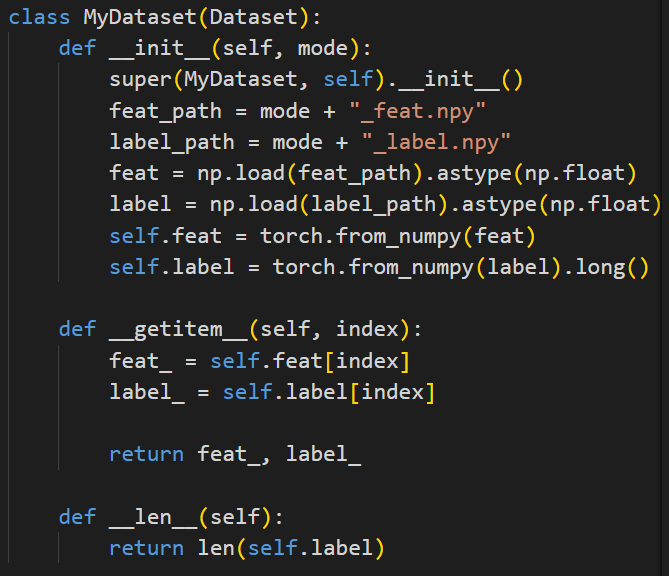 class MyDataset(Dataset):
    def __init__(self, mode):
        super(MyDataset, self).__init__()
        feat_path = mode + "_feat.npy"
        label_path = mode + "_label.npy"
        feat = np.load(feat_path).astype(np.float)
        label = np.load(label_path).astype(np.float)
        self.feat = torch.from_numpy(feat)
        self.label = torch.from_numpy(label).long()

    def __getitem__(self, index):
        feat_ = self.feat[index]
        label_ = self.label[index]

        return feat_, label_

    def __len__(self):
        return len(self.label)